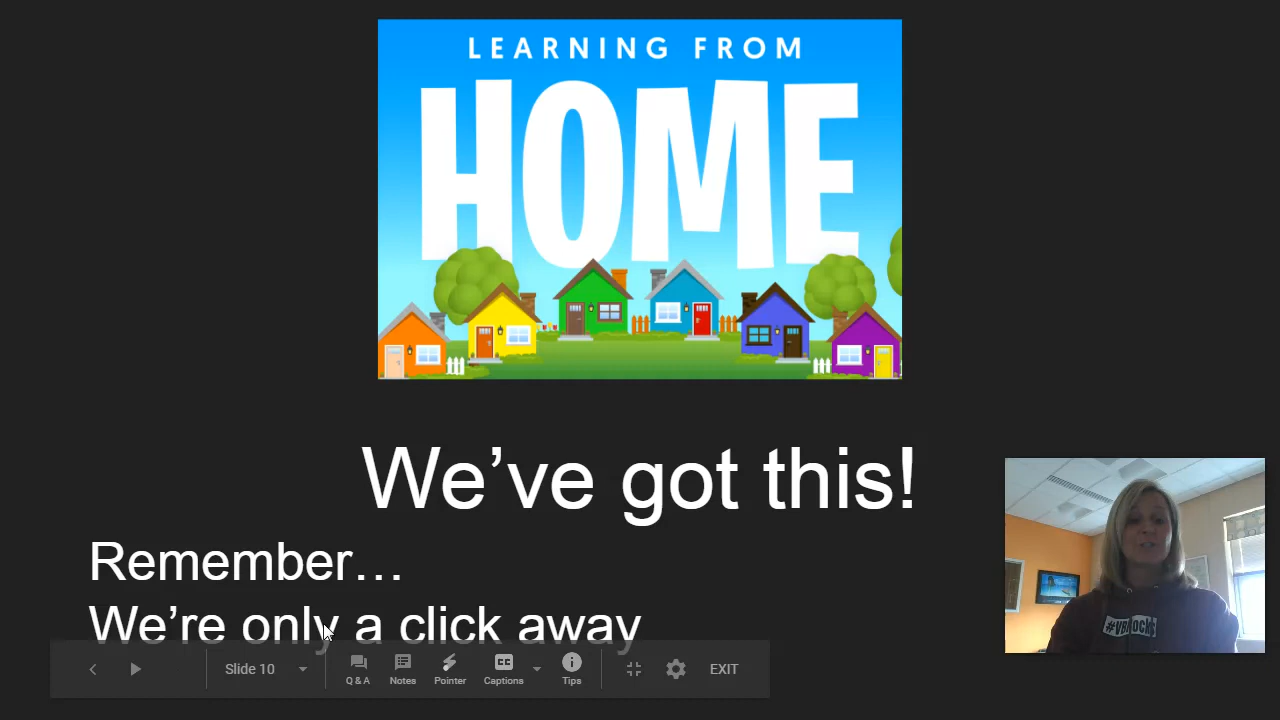 LEARNING FROM
HOME
We've got this!
Remember…
We're only a click away
Slide 10
Q & A
Notes
Pointer
CC
Captions
Tips
EXIT